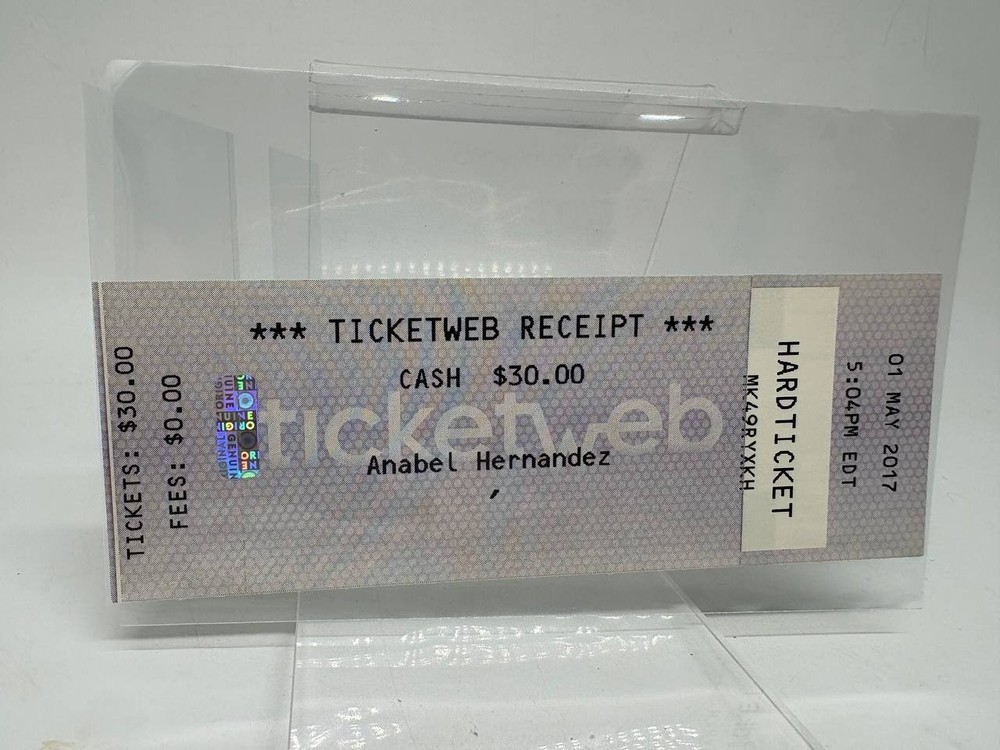 TICKETS: $30.00
FEES: $0.00
*** TICKETWEB RECEIPT ***
CASH $30.00
ticketweb
Anabel Hernandez
,
MK49RYXKH
HARDTICKET
5:04PM EDT
01 MAY 2017